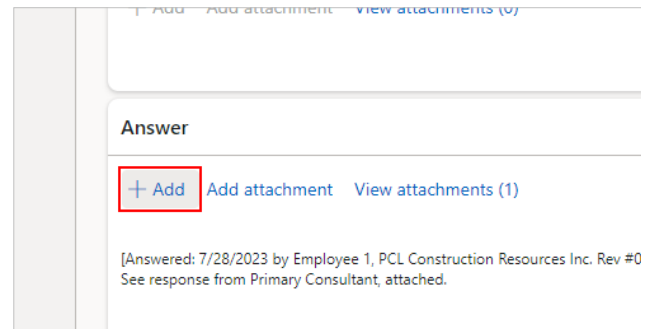 + Add Add attachment View attachments (0)
Answer
+ Add Add attachment View attachments (1)
[Answered: 7/28/2023 by Employee 1, PCL Construction Resources Inc. Rev #0
See response from Primary Consultant, attached.